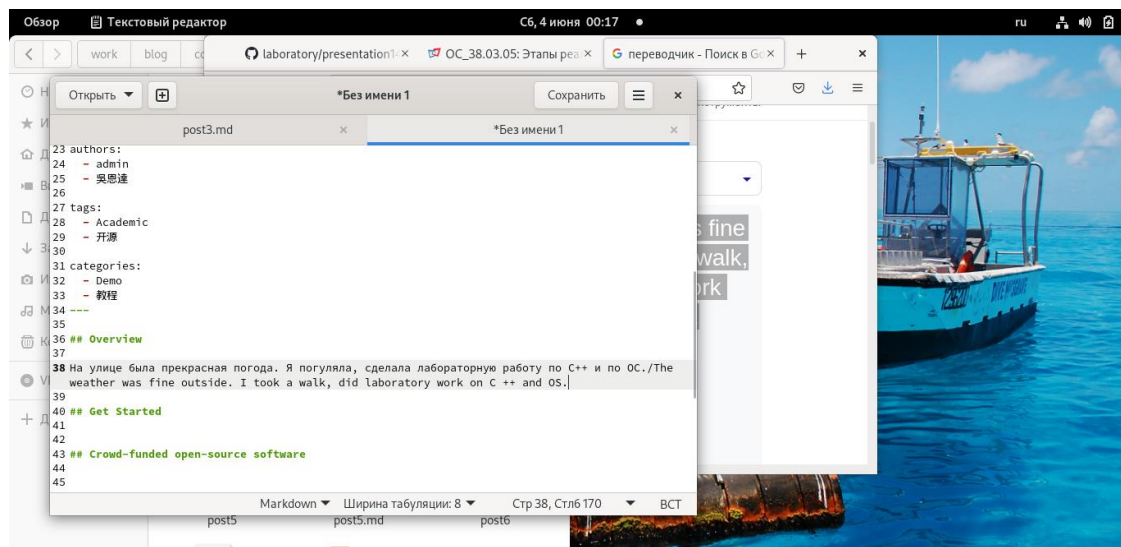 Обзор Текстовый редактор Сб, 4 июня 00:17 ru
work blog
laboratory/presentation1 × ОС_38.03.05: Этапы реа × переводчик - Поиск в Go × + ×
Открыть *Без имени 1 Сохранить ×
post3.md × *Без имени 1 ×
23 authors:
24 - admin
25 - 吳恩達
26
27 tags:
28 - Academic
29 - 开源
30
31 categories:
32 - Demo
33 - 教程
34 ---
35
36 ## Overview
37
38 На улице была прекрасная погода. Я погуляла, сделала лабораторную работу по C++ и по ОС./The
weather was fine outside. I took a walk, did laboratory work on C ++ and OS.
39
40 ## Get Started
41
42
43 ## Crowd-funded open-source software
44
45
s fine
walk,
Markdown Ширина табуляции: 8 Стр 38, Стлб 170 ВСТ
post5 post5.md post6